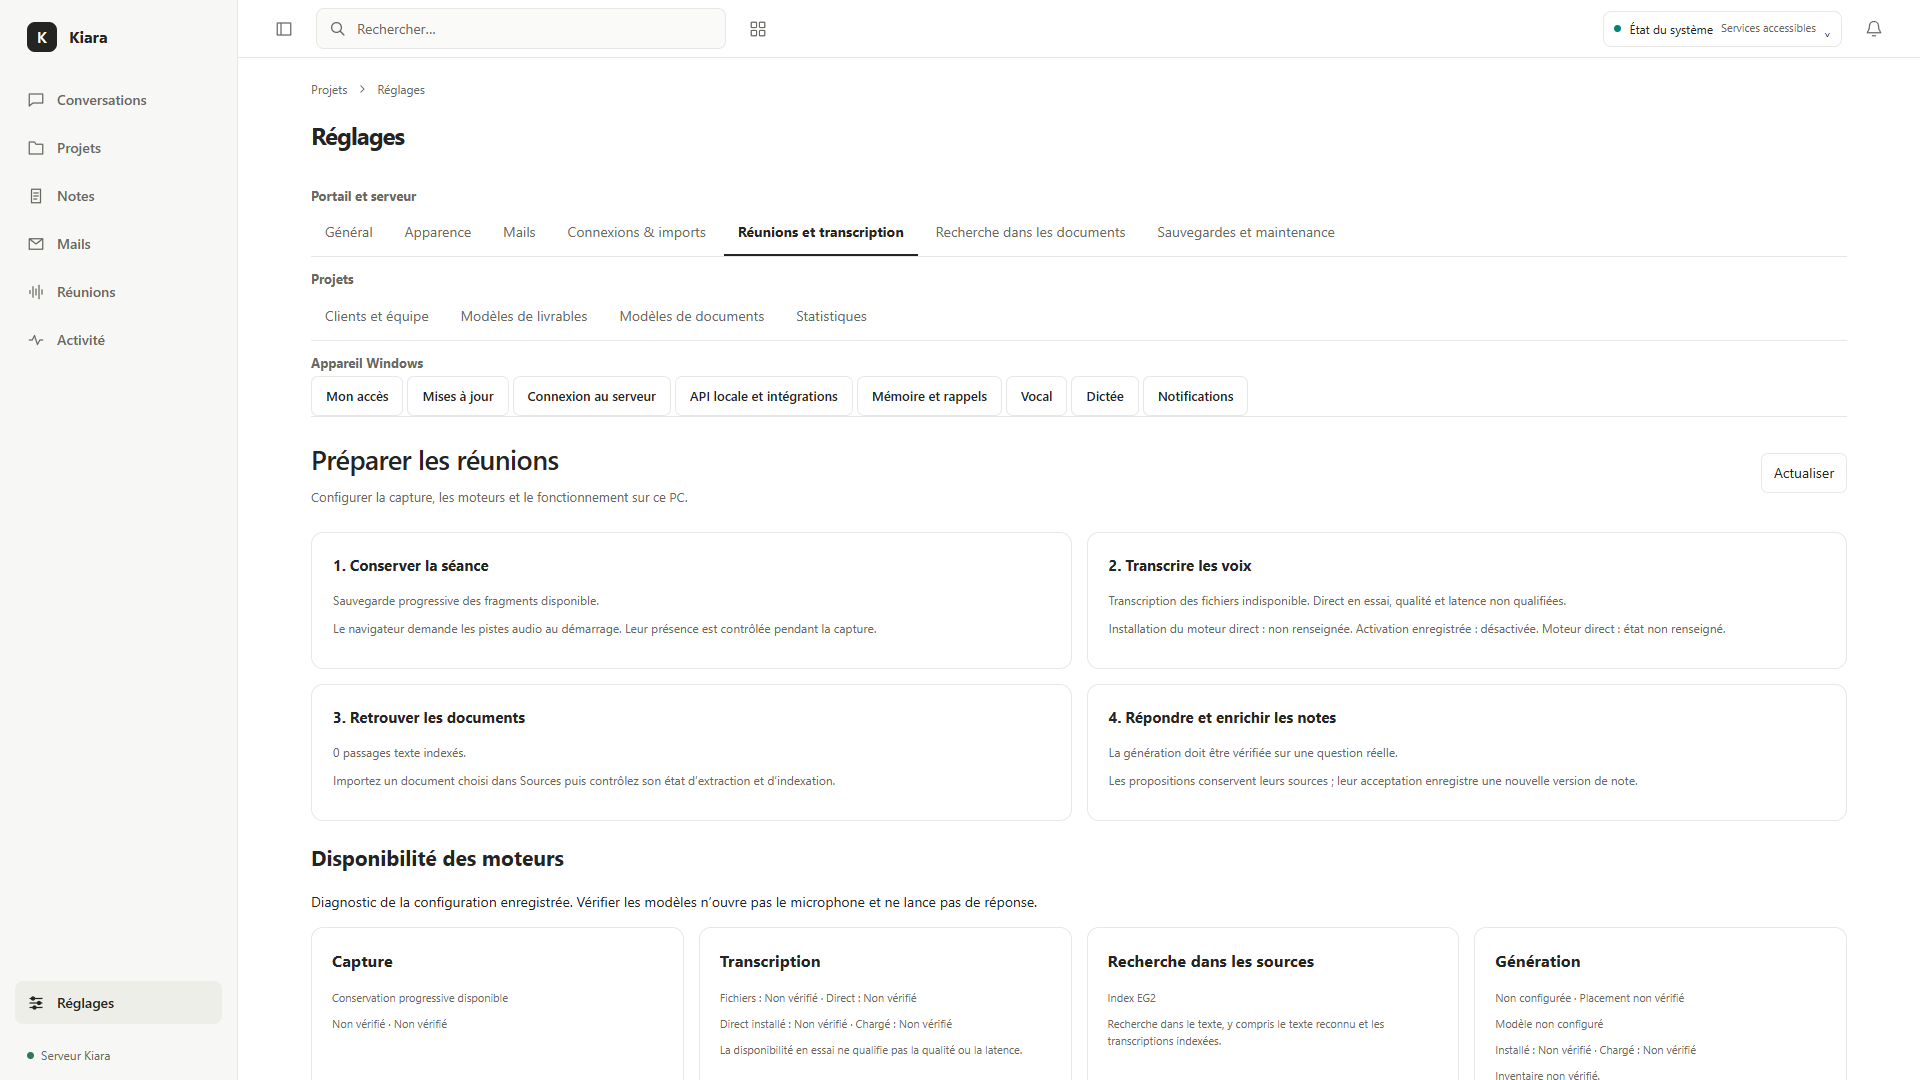 K Kiara
Conversations
Projets
Notes
Mails
Réunions
Activité
Réglages
Serveur Kiara
Rechercher...
État du système Services accessibles
Projets > Réglages
Réglages
Portail et serveur
Général Apparence Mails Connexions & imports Réunions et transcription Recherche dans les documents Sauvegardes et maintenance
Projets
Clients et équipe Modèles de livrables Modèles de documents Statistiques
Appareil Windows
Mon accès Mises à jour Connexion au serveur API locale et intégrations Mémoire et rappels Vocal Dictée Notifications
Préparer les réunions
Configurer la capture, les moteurs et le fonctionnement sur ce PC.
Actualiser
1. Conserver la séance
Sauvegarde progressive des fragments disponible.
Le navigateur demande les pistes audio au démarrage. Leur présence est contrôlée pendant la capture.
2. Transcrire les voix
Transcription des fichiers indisponible. Direct en essai, qualité et latence non qualifiées.
Installation du moteur direct : non renseignée. Activation enregistrée : désactivée. Moteur direct : état non renseigné.
3. Retrouver les documents
0 passages texte indexés.
Importez un document choisi dans Sources puis contrôlez son état d’extraction et d’indexation.
4. Répondre et enrichir les notes
La génération doit être vérifiée sur une question réelle.
Les propositions conservent leurs sources ; leur acceptation enregistre une nouvelle version de note.
Disponibilité des moteurs
Diagnostic de la configuration enregistrée. Vérifier les modèles n’ouvre pas le microphone et ne lance pas de réponse.
Capture
Conservation progressive disponible
Non vérifié · Non vérifié
Transcription
Fichiers : Non vérifié · Direct : Non vérifié
Direct installé : Non vérifié · Chargé : Non vérifié
La disponibilité en essai ne qualifie pas la qualité ou la latence.
Recherche dans les sources
Index EG2
Recherche dans le texte, y compris le texte reconnu et les
transcriptions indexées.
Génération
Non configurée · Placement non vérifié
Modèle non configuré
Installé : Non vérifié · Chargé : Non vérifié
Inventaire non vérifié.